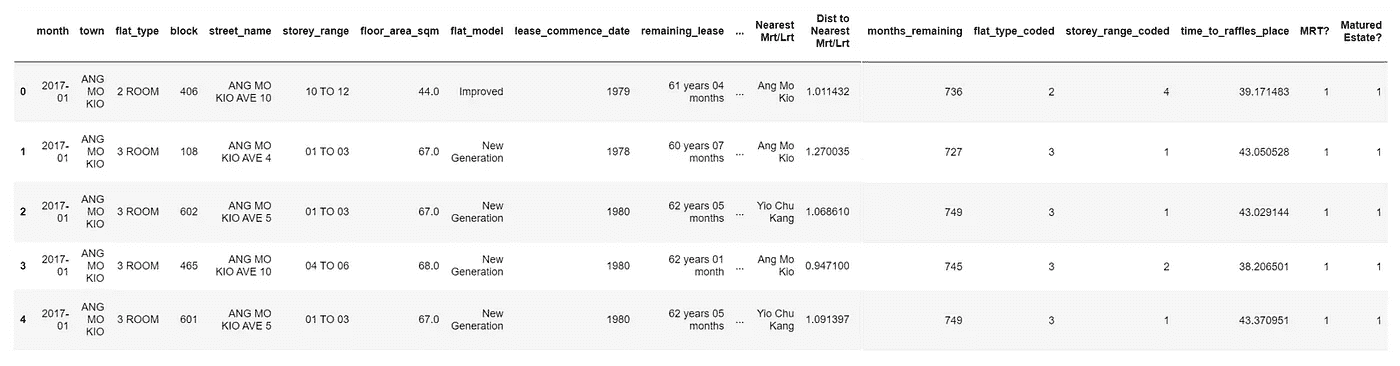 month town flat_type block street_name storey_range floor_area_sqm flat_model lease_commence_date remaining_lease ... Nearest Mrt/Lrt Dist to Nearest Mrt/Lrt months_remaining flat_type_coded storey_range_coded time_to_raffles_place MRT? Matured Estate?
0 2017-01 ANG MO KIO 2 ROOM 406 ANG MO KIO AVE 10 10 TO 12 44.0 Improved 1979 61 years 04 months ... Ang Mo Kio 1.011432 736 2 4 39.171483 1 1
1 2017-01 ANG MO KIO 3 ROOM 108 ANG MO KIO AVE 4 01 TO 03 67.0 New Generation 1978 60 years 07 months ... Ang Mo Kio 1.270035 727 3 1 43.050528 1 1
2 2017-01 ANG MO KIO 3 ROOM 602 ANG MO KIO AVE 5 01 TO 03 67.0 New Generation 1980 62 years 05 months ... Yio Chu Kang 1.068610 749 3 1 43.029144 1 1
3 2017-01 ANG MO KIO 3 ROOM 465 ANG MO KIO AVE 10 04 TO 06 68.0 New Generation 1980 62 years 01 month ... Ang Mo Kio 0.947100 745 3 2 38.206501 1 1
4 2017-01 ANG MO KIO 3 ROOM 601 ANG MO KIO AVE 5 01 TO 03 67.0 New Generation 1980 62 years 05 months ... Yio Chu Kang 1.091397 749 3 1 43.370951 1 1